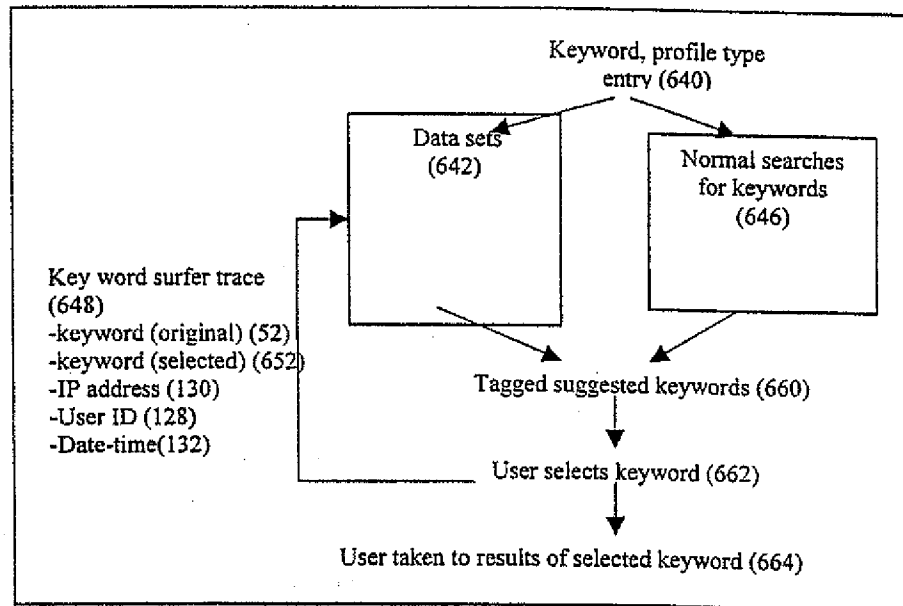 Keyword, profile type
entry (640)
Data sets
(642)
Normal searches
for keywords
(646)
Key word surfer trace
(648)
-keyword (original) (52)
-keyword (selected) (652)
-IP address (130)
-User ID (128)
-Date-time(132)
Tagged suggested keywords (660)
User selects keyword (662)
User taken to results of selected keyword (664)